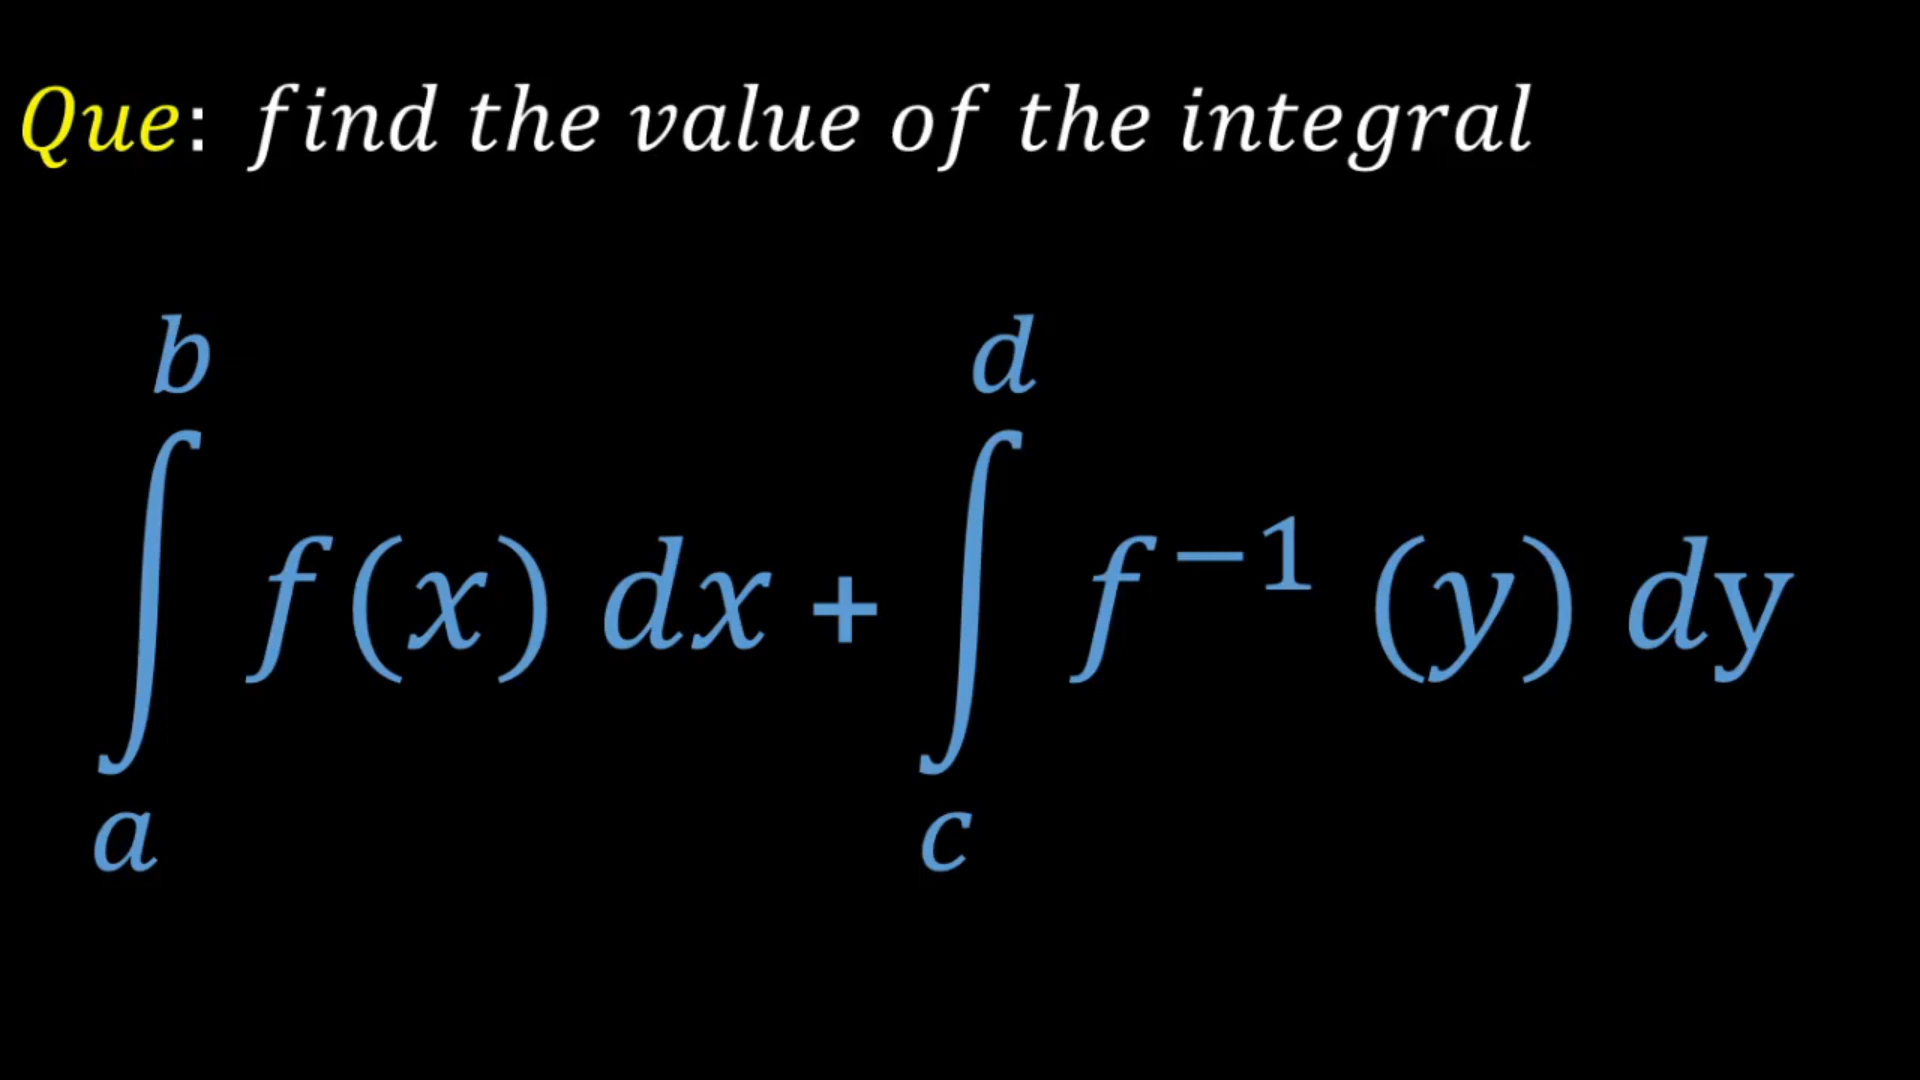 Que: find the value of the integral
∫_a^b f(x) dx + ∫_c^d f⁻¹ (y) dy